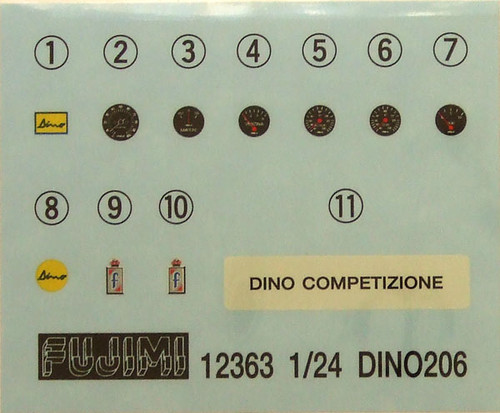 1 2 3 4 5 6 7
Dino
8 9 10 11
Dino f f DINO COMPETIZIONE
FUJIMI 12363 1/24 DINO206